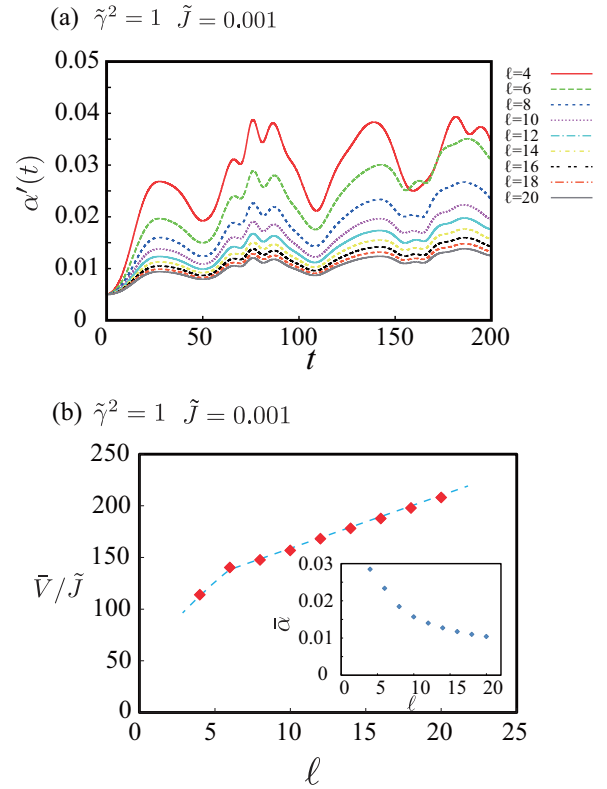 (a) γ̃² = 1 J̃ = 0.001
0.05
0.04
0.03
0.02
0.01
0
α′(t)
0 50 100 150 200
t
ℓ=4
ℓ=6
ℓ=8
ℓ=10
ℓ=12
ℓ=14
ℓ=16
ℓ=18
ℓ=20
(b) γ̃² = 1 J̃ = 0.001
250
200
150
100
50
0
V̄/J̃
0 5 10 15 20 25
ℓ
0.03
0.02
0.01
0
ᾱ
0 5 10 15 20
ℓ